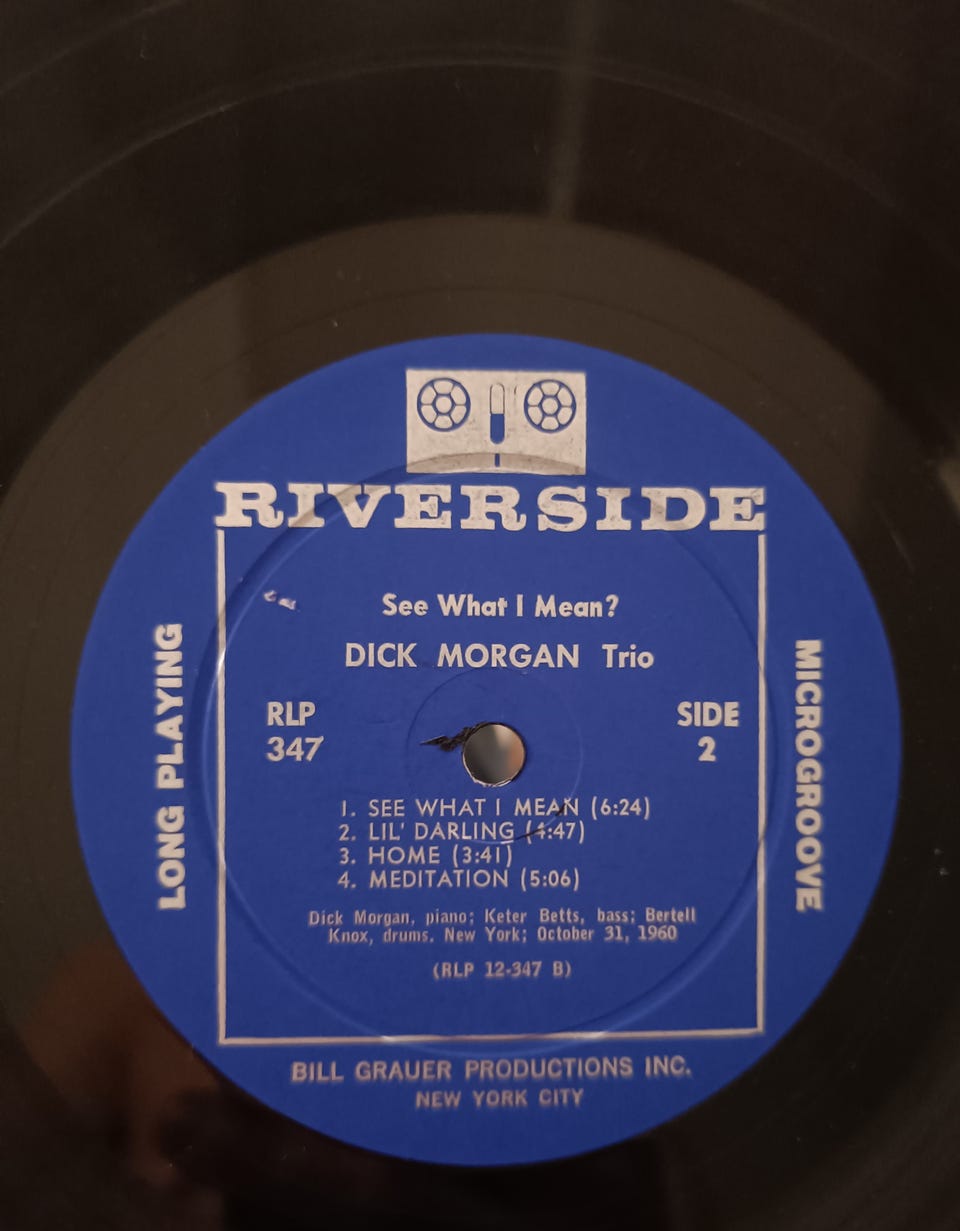 RIVERSIDE
See What I Mean?
DICK MORGAN Trio
RLP
347
SIDE
2
LONG PLAYING
MICROGROOVE
1. SEE WHAT I MEAN (6:24)
2. LIL' DARLING (4:47)
3. HOME (3:41)
4. MEDITATION (5:06)
Dick Morgan, piano; Keter Betts, bass; Bertell
Knox, drums. New York; October 31, 1960
(RLP 12-347 B)
BILL GRAUER PRODUCTIONS INC.
NEW YORK CITY